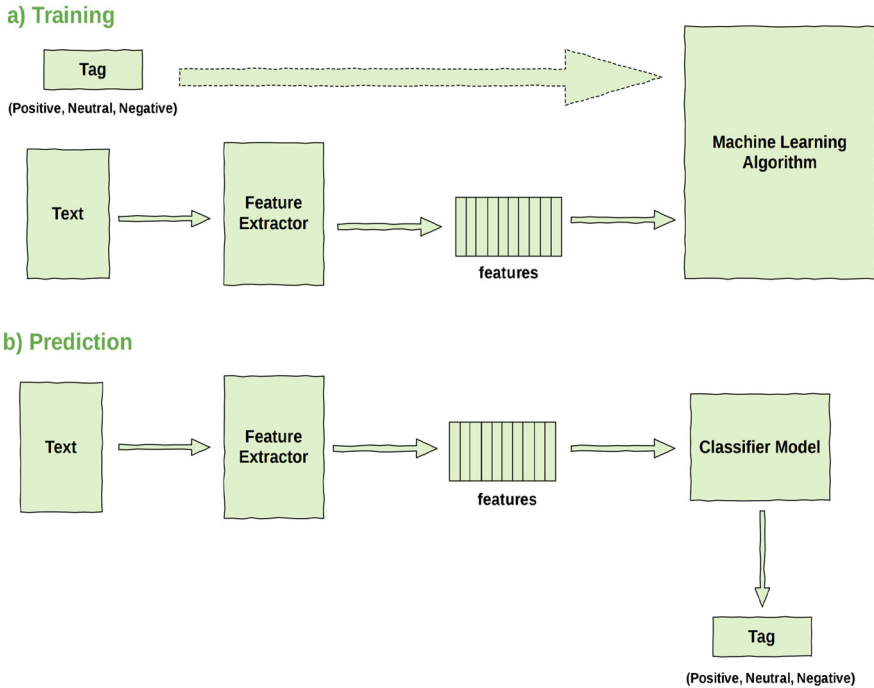 a) Training
Tag
(Positive, Neutral, Negative)
Text
Feature
Extractor
features
Machine Learning
Algorithm
b) Prediction
Text
Feature
Extractor
features
Classifier Model
Tag
(Positive, Neutral, Negative)